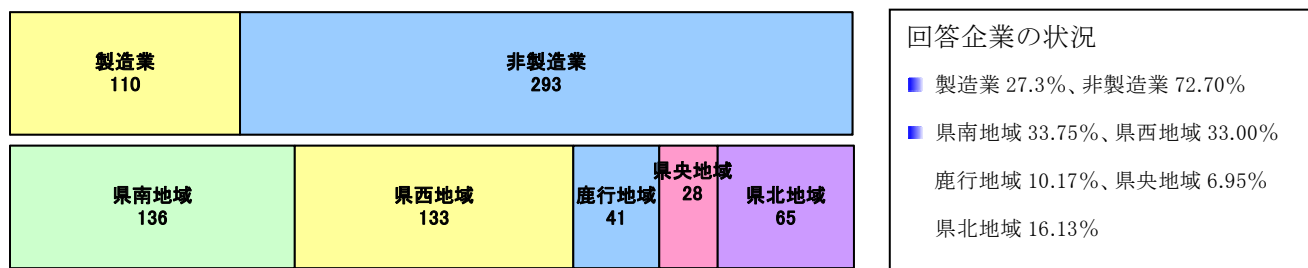 製造業
110
非製造業
293
県南地域
136
県西地域
133
鹿行地域
41
県央地域
28
県北地域
65
回答企業の状況
製造業 27.3%、非製造業 72.70%
県南地域 33.75%、県西地域 33.00%
鹿行地域 10.17%、県央地域 6.95%
県北地域 16.13%